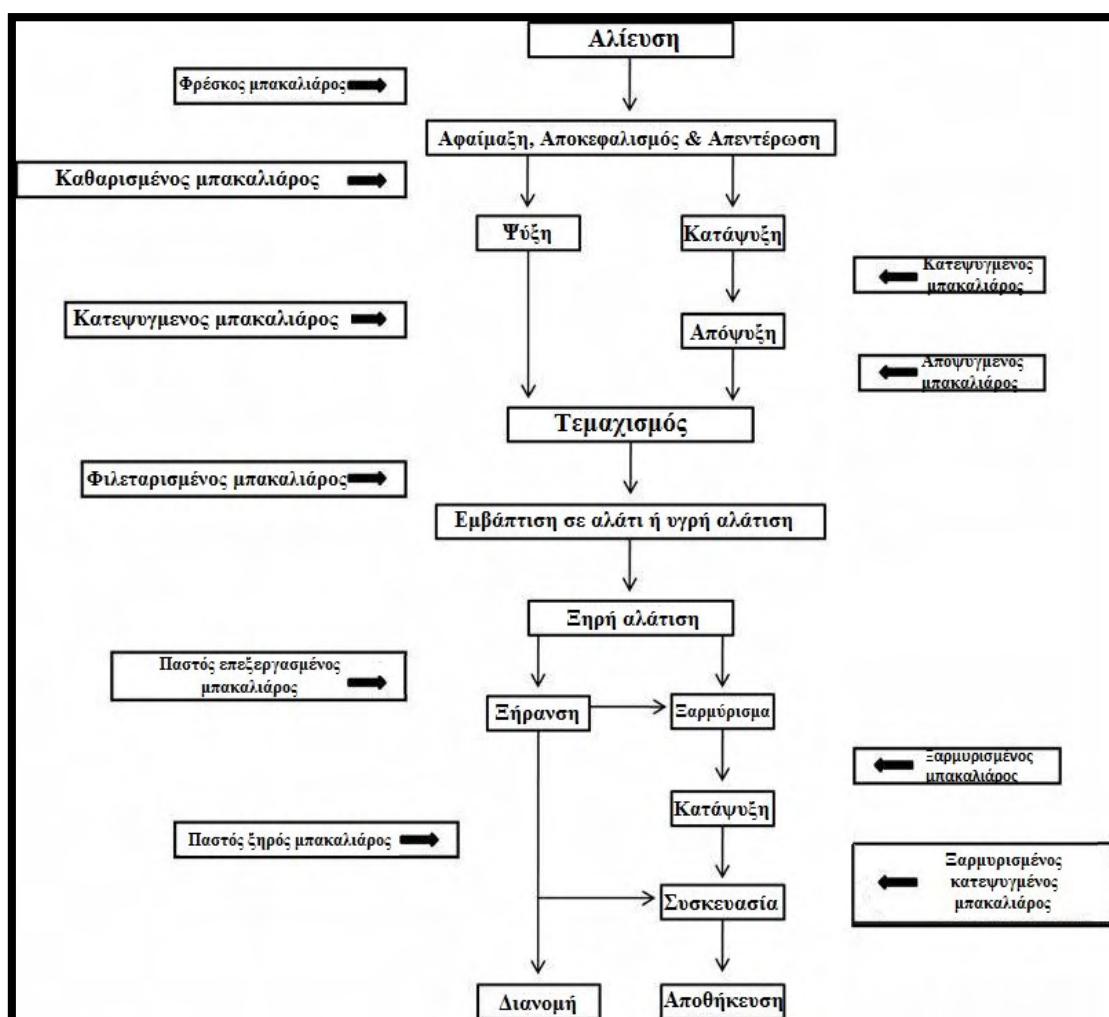 Αλίευση
Φρέσκος μπακαλιάρος
Αφαίμαξη, Αποκεφαλισμός & Απεντέρωση
Καθαρισμένος μπακαλιάρος
Ψύξη
Κατάψυξη
Κατεψυγμένος
μπακαλιάρος
Κατεψυγμενος μπακαλιάρος
Απόψυξη
Αποψυγμένος
μπακαλιάρος
Τεμαχισμός
Φιλεταρισμένος μπακαλιάρος
Εμβάπτιση σε αλάτι ή υγρή αλάτιση
Ξηρή αλάτιση
Παστός επεξεργασμένος
μπακαλιάρος
Ξήρανση
Ξαρμύρισμα
Ξαρμυρισμένος
μπακαλιάρος
Κατάψυξη
Παστός ξηρός μπακαλιάρος
Ξαρμυρισμένος
κατεψυγμένος
μπακαλιάρος
Συσκευασία
Διανομή
Αποθήκευση